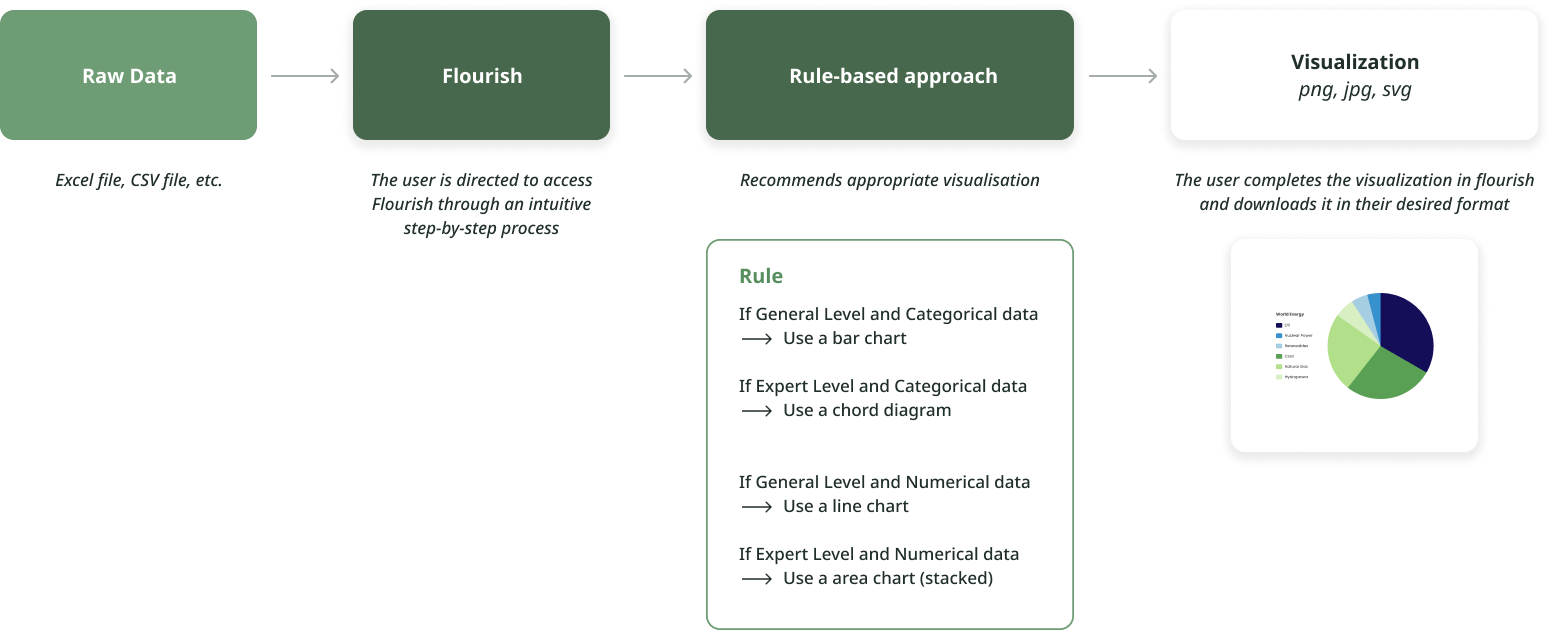 Raw Data
Flourish
Rule-based approach
Visualization
png, jpg, svg
Excel file, CSV file, etc.
The user is directed to access
Flourish through an intuitive
step-by-step process
Recommends appropriate visualisation
The user completes the visualization in flourish
and downloads it in their desired format
Rule
If General Level and Categorical data
Use a bar chart
If Expert Level and Categorical data
Use a chord diagram
If General Level and Numerical data
Use a line chart
If Expert Level and Numerical data
Use a area chart (stacked)
World Energy
Oil
Nuclear Power
Renewables
Coal
Natural Gas
Hydropower